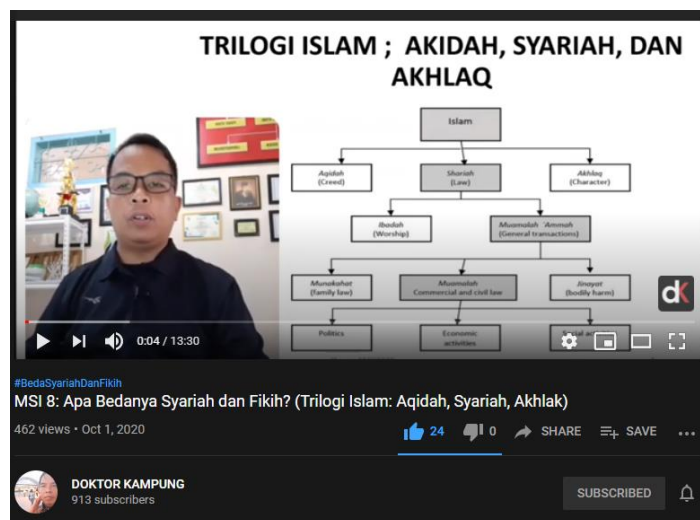 TRILOGI ISLAM ; AKIDAH, SYARIAH, DAN
AKHLAQ
Islam
Aqidah
(Creed)
Shariah
(Law)
Akhlaq
(Character)
Ibadah
(Worship)
Muamalah 'Ammah
(General transactions)
Munakahat
(family law)
Muamalah
Commercial and civil law
Jinayat
(bodily harm)
Politics
Economic
activities
dk
0:04 / 13:30
#BedaSyariahDanFikih
MSI 8: Apa Bedanya Syariah dan Fikih? (Trilogi Islam: Aqidah, Syariah, Akhlak)
462 views • Oct 1, 2020
24
0
SHARE
SAVE
DOKTOR KAMPUNG
913 subscribers
SUBSCRIBED